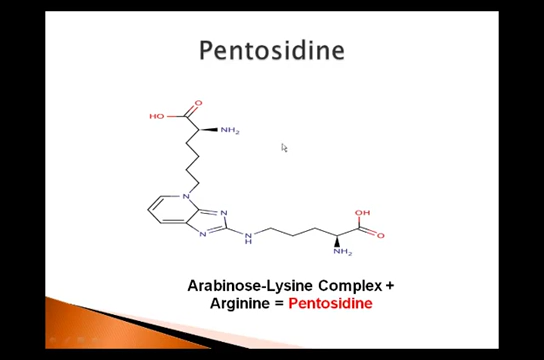 Pentosidine
HO
O
NH₂
N
N
N
N
H
OH
O
NH₂
Arabinose-Lysine Complex +
Arginine = Pentosidine